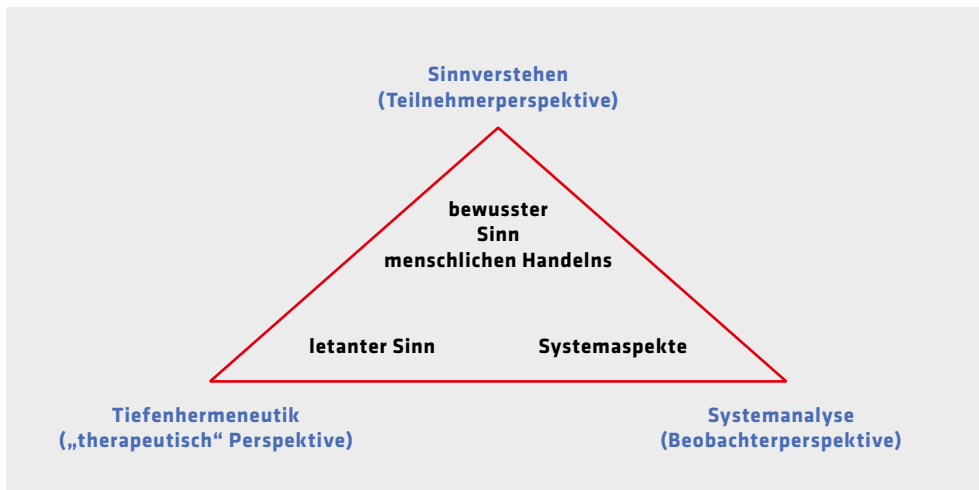 Sinnverstehen
(Teilnehmerperspektive)
bewusster
Sinn
menschlichen Handelns
letanter Sinn
Systemaspekte
Tiefenhermeneutik
(„therapeutisch“ Perspektive)
Systemanalyse
(Beobachterperspektive)